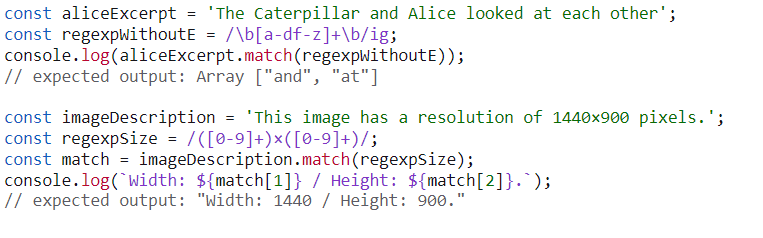 const aliceExcerpt = 'The Caterpillar and Alice looked at each other';
const regexpWithoutE = /\b[a-df-z]+\b/ig;
console.log(aliceExcerpt.match(regexpWithoutE));
// expected output: Array ["and", "at"]

const imageDescription = 'This image has a resolution of 1440×900 pixels.';
const regexpSize = /([0-9]+)×([0-9]+)/;
const match = imageDescription.match(regexpSize);
console.log(`Width: ${match[1]} / Height: ${match[2]}.`);
// expected output: "Width: 1440 / Height: 900."